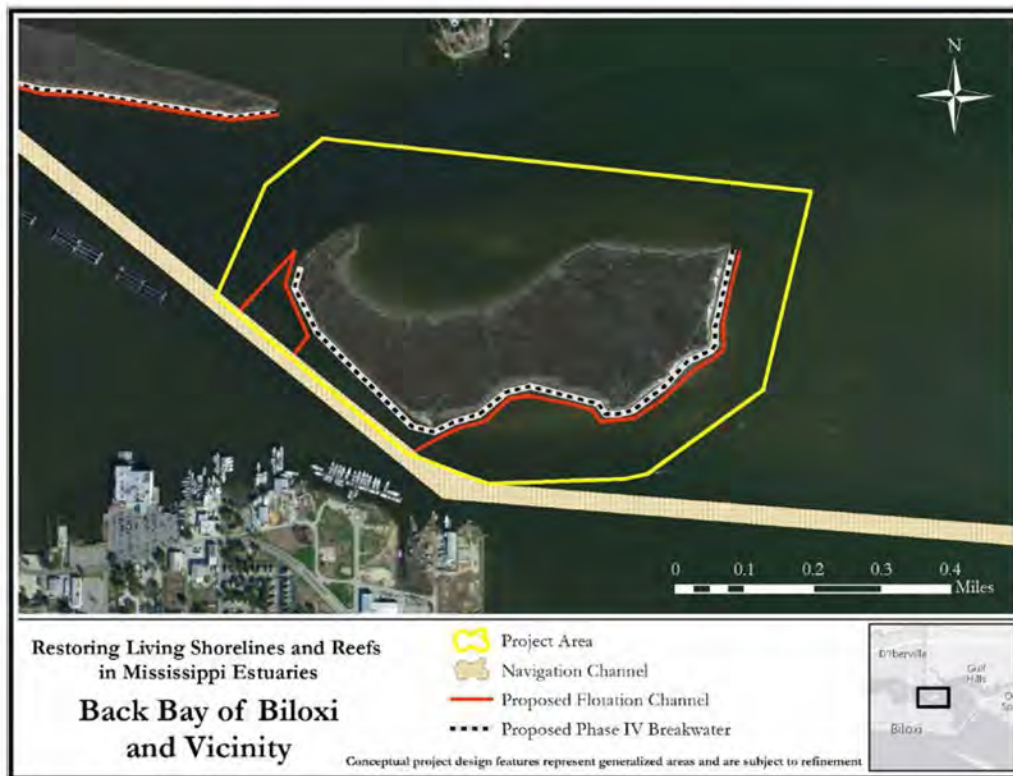 N
0 0.1 0.2 0.3 0.4
Miles
Restoring Living Shorelines and Reefs
in Mississippi Estuaries
Back Bay of Biloxi
and Vicinity
Project Area
Navigation Channel
Proposed Flotation Channel
Proposed Phase IV Breakwater
Conceptual project design features represent generalized areas and are subject to refinement
D'Iberville
Gulf
Hills
Biloxi